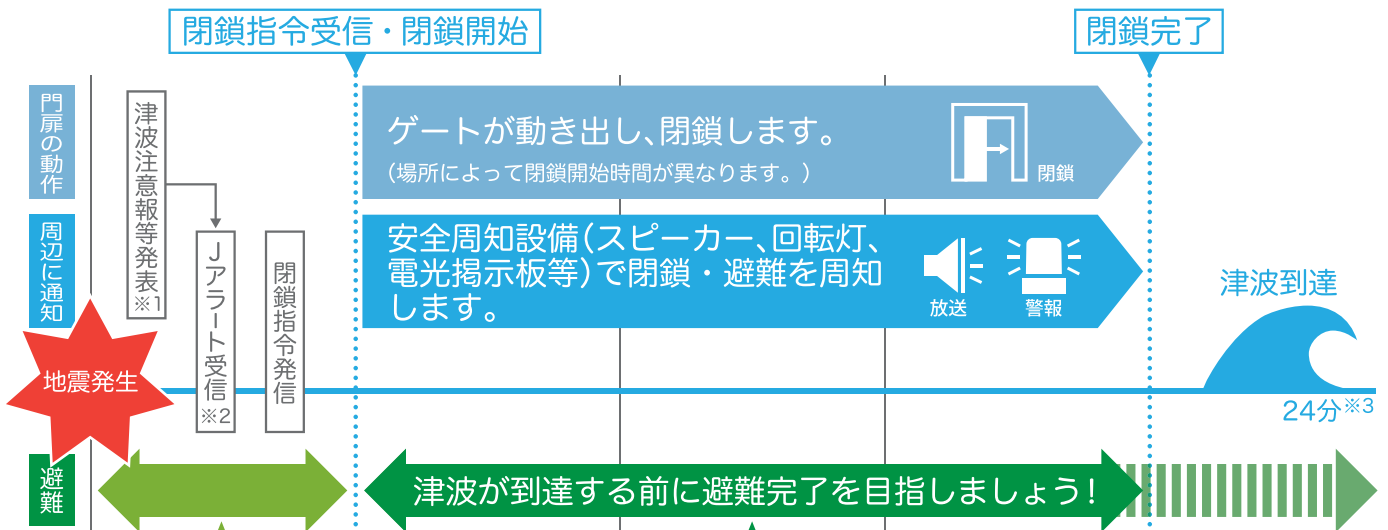 閉鎖指令受信・閉鎖開始
閉鎖完了
門扉の動作
津波注意報等発表※1
ゲートが動き出し、閉鎖します。
（場所によって閉鎖開始時間が異なります。）
閉鎖
周辺に通知
Jアラート受信※2
閉鎖指令発信
安全周知設備（スピーカー、回転灯、
電光掲示板等）で閉鎖・避難を周知
します。
放送
警報
津波到達
地震発生
24分※3
避難
津波が到達する前に避難完了を目指しましょう！